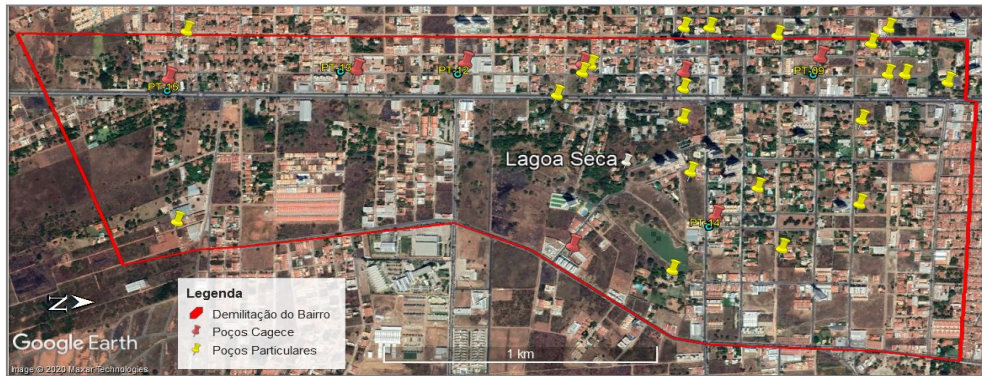 PT-15
PT-13
PT-12
PT-09
Lagoa Seca
PT-14
N
Legenda
Demilitação do Bairro
Poços Cagece
Poços Particulares
Google Earth
1 km
Image © 2020 Maxar Technologies